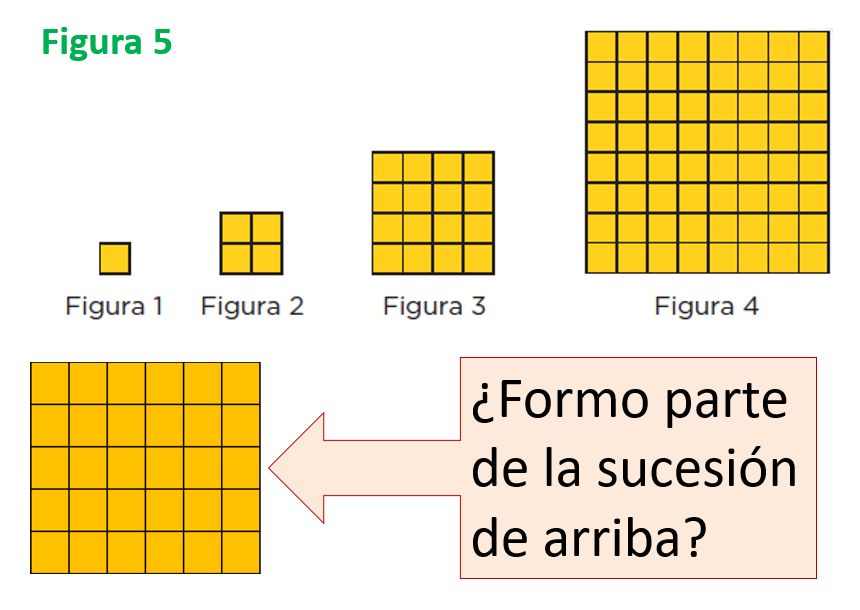 Figura 5
Figura 1 Figura 2 Figura 3 Figura 4
¿Formo parte
de la sucesión
de arriba?